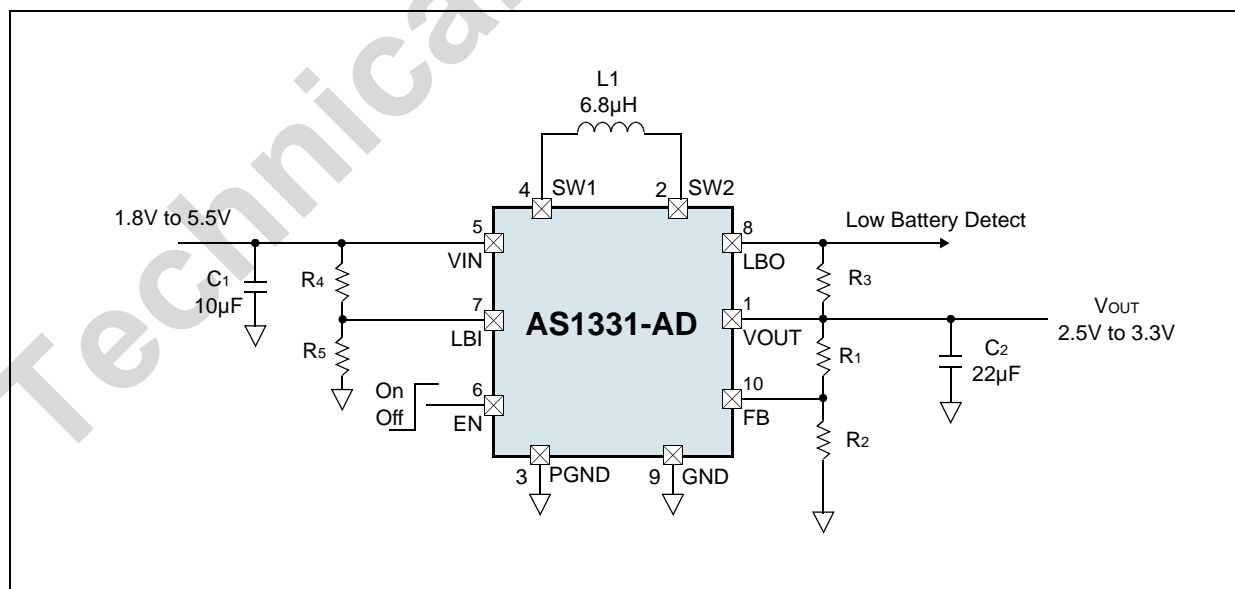 Technical
L1
6.8µH
4 SW1
2 SW2
1.8V to 5.5V
5
VIN
8
LBO
Low Battery Detect
C1
10µF
R4
R3
7
LBI
AS1331-AD
1
VOUT
VOUT
2.5V to 3.3V
R5
R1
C2
22µF
On
Off
6
EN
10
FB
R2
3 PGND
9 GND